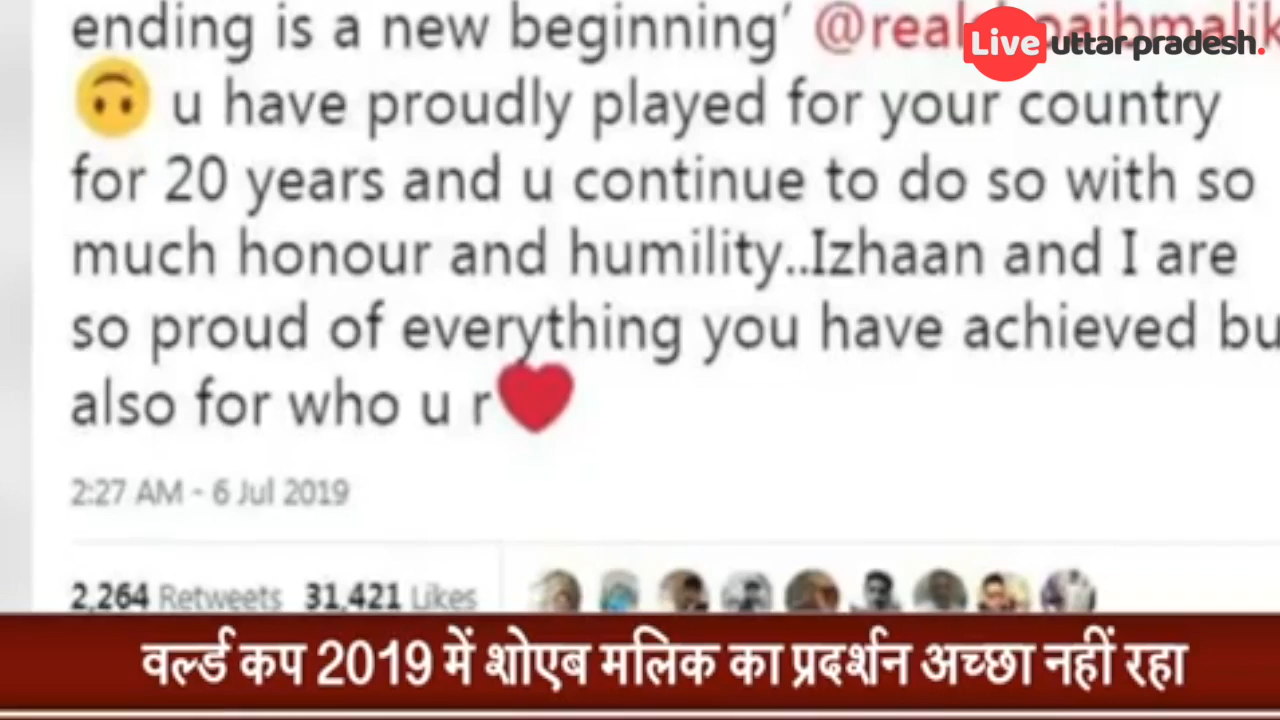 ending is a new beginning' @realshoaibmalik
Live uttar pradesh.
🙃 u have proudly played for your country
for 20 years and u continue to do so with so
much honour and humility..Izhaan and I are
so proud of everything you have achieved bu
also for who u r❤️
2:27 AM - 6 Jul 2019
2,264 Retweets 31,421 Likes
वर्ल्ड कप 2019 में शोएब मलिक का प्रदर्शन अच्छा नहीं रहा